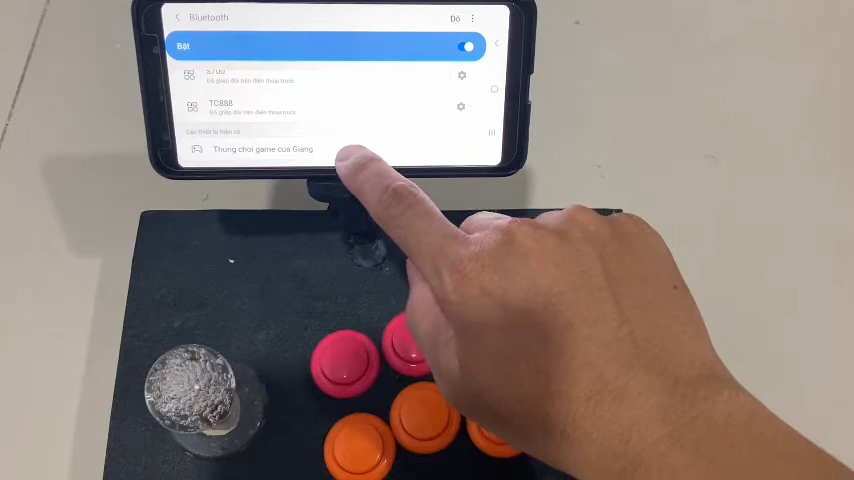 Bluetooth
Dò
Bật
S700
Đã ghép đôi trên điện thoại trước
TC888
Đã ghép đôi trên điện thoại trước
Các thiết bị hiện có
Thung choi game cua Giang